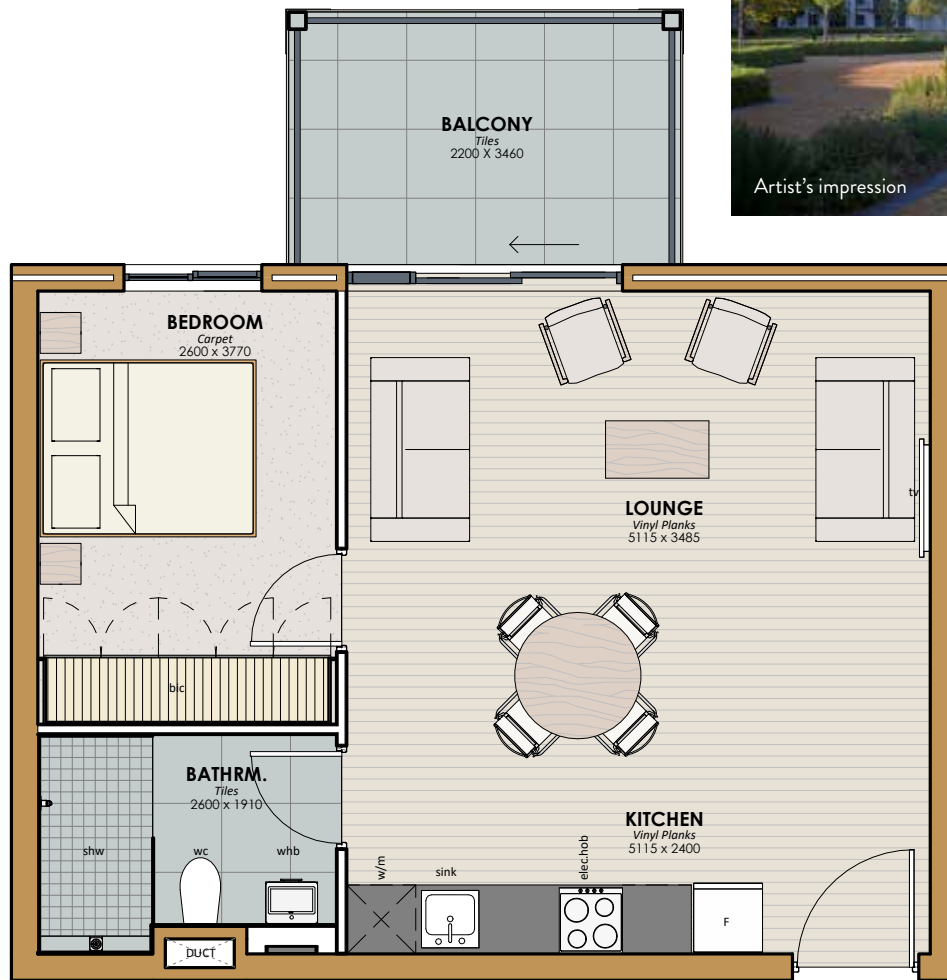 BALCONY
Tiles
2200 X 3460
Artist's impression
BEDROOM
Carpet
2600 x 3770
LOUNGE
Vinyl Planks
5115 x 3485
tv
bic
BATHRM.
Tiles
2600 x 1910
shw
wc
whb
DUCT
KITCHEN
Vinyl Planks
5115 x 2400
w/m
sink
elec.hob
F